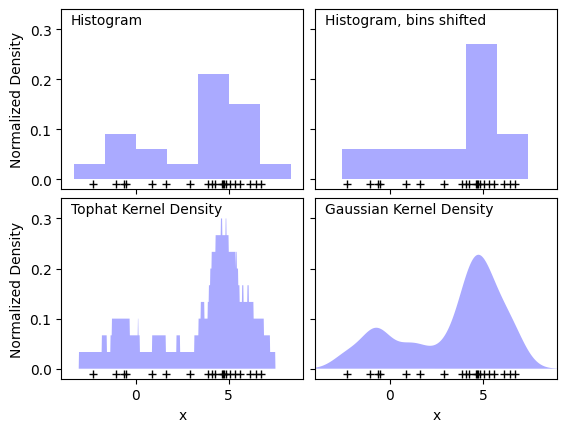 Histogram
Histogram, bins shifted
Normalized Density
0.3
0.2
0.1
0.0
Tophat Kernel Density
Gaussian Kernel Density
Normalized Density
0.3
0.2
0.1
0.0
0
5
0
5
x
x